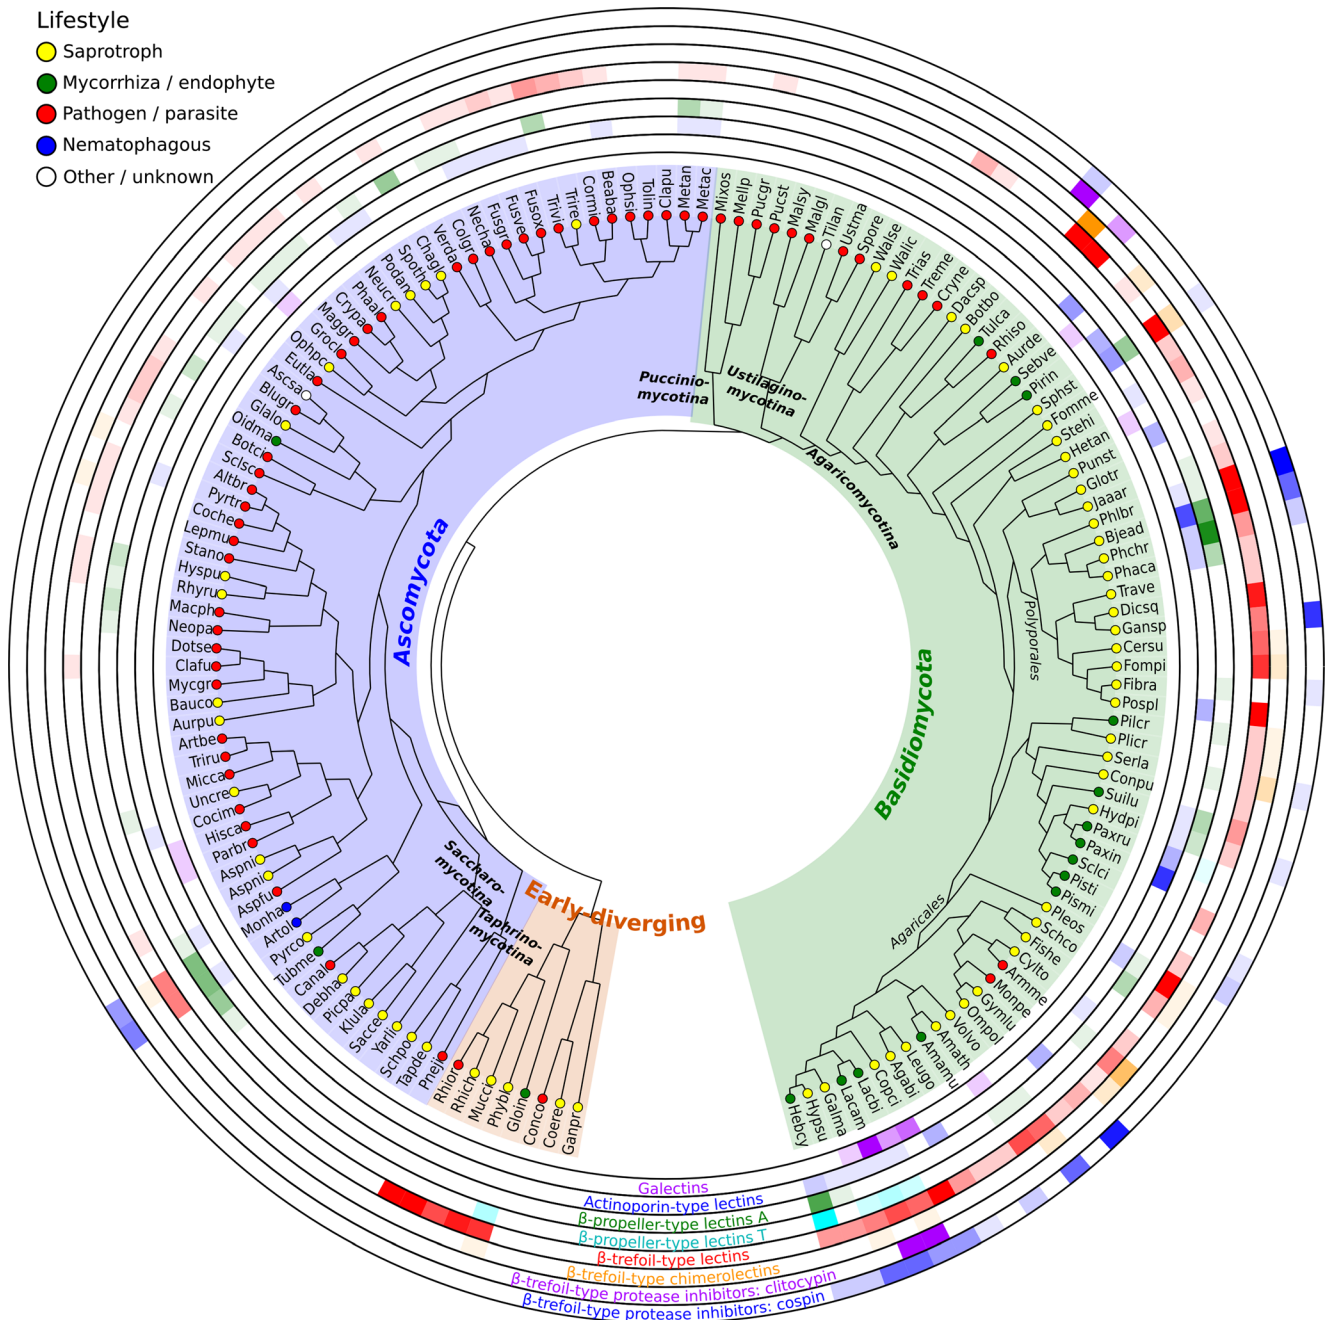 Lifestyle
Saprotroph
Mycorrhiza / endophyte
Pathogen / parasite
Nematophagous
Other / unknown
Mixos
Mellp
Pucgr
Pucst
Malsy
Malgl
Tilan
Ustma
Spore
Walse
Walic
Trias
Treme
Cryne
Dacsp
Botbo
Tulca
Rhiso
Aurde
Sebve
Pirin
Sphst
Fomme
Stehi
Hetan
Punst
Glotr
Jaaar
Phlbr
Bjead
Phchr
Phaca
Trave
Dicsq
Gansp
Cersu
Fompi
Fibra
Pospl
Pilcr
Plicr
Serla
Conpu
Suilu
Hydpi
Paxru
Paxin
Sclci
Pisti
Pismi
Pleos
Schco
Fishe
Cylto
Armme
Monpe
Gymlu
Ompol
Volvo
Amath
Amamu
Leugo
Agabi
Copci
Lacbi
Lacam
Galma
Hypsu
Hebcy
Ganpr
Coere
Conco
Gloin
Phybl
Mucci
Rhich
Rhior
Pheji
Tapde
Schpo
Yarli
Sacce
Klula
Picpa
Debha
Canal
Tubme
Pyrco
Artol
Monha
Aspfu
Aspni
Aspni
Parbr
Hisca
Cocim
Uncre
Micca
Triru
Artbe
Aurpu
Bauco
Mycgr
Clafu
Dotse
Neopa
Macph
Rhyru
Hyspu
Stano
Lepmu
Coche
Pyrtr
Altbr
Sclsc
Botci
Oidma
Glalo
Blugr
Ascsa
Eutla
Ophpc
Grocl
Maggr
Crypa
Phaal
Neucr
Podan
Spoth
Chagl
Verda
Colgr
Necha
Fusgr
Fusve
Fusox
Trivi
Trire
Cormi
Beaba
Ophsi
Tolin
Clapu
Metan
Metac
Puccinio-
mycotina
Ustilagino-
mycotina
Agaricomycotina
Polyporales
Agaricales
Basidiomycota
Ascomycota
Saccharo-
mycotina
Taphrino-
mycotina
Early-diverging
Galectins
Actinoporin-type lectins
β-propeller-type lectins A
β-propeller-type lectins T
β-trefoil-type lectins
β-trefoil-type chimerolectins
β-trefoil-type protease inhibitors: clitocypin
β-trefoil-type protease inhibitors: cospin